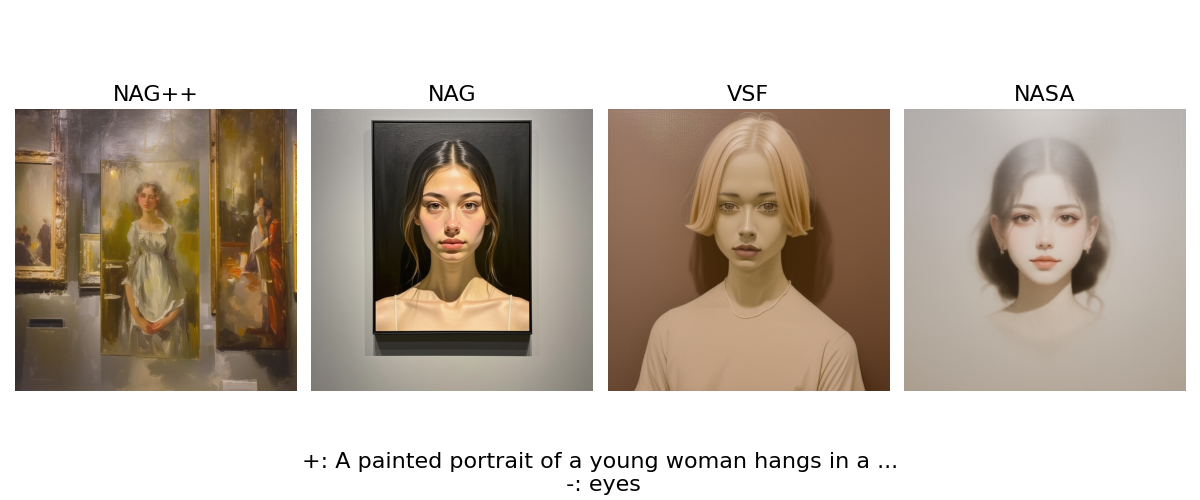 NAG++
NAG
VSF
NASA
+: A painted portrait of a young woman hangs in a ...
-: eyes